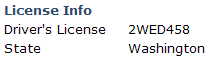 License Info
Driver's License 2WED458
State Washington